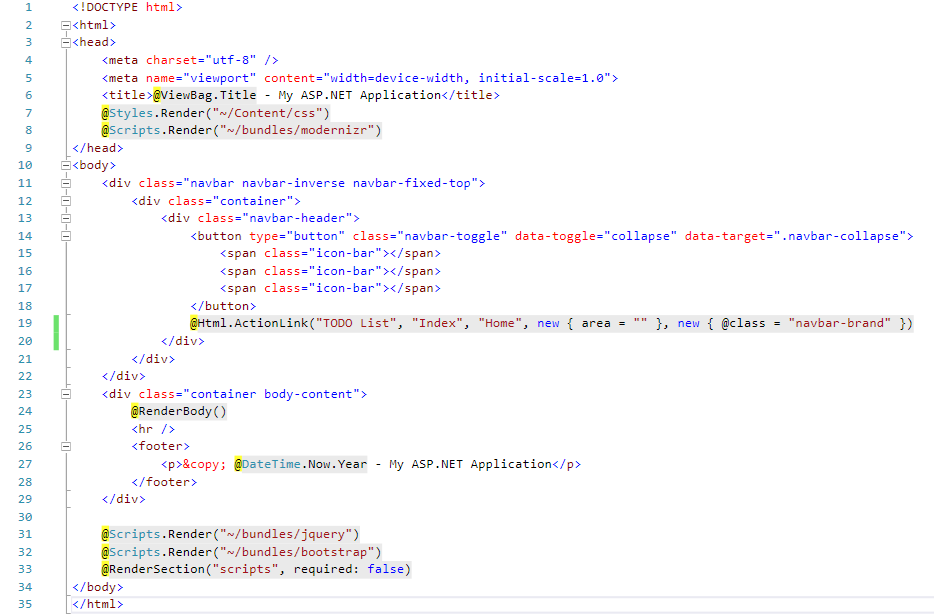 1 <!DOCTYPE html>
2 <html>
3 <head>
4 <meta charset="utf-8" />
5 <meta name="viewport" content="width=device-width, initial-scale=1.0">
6 <title>@ViewBag.Title - My ASP.NET Application</title>
7 @Styles.Render("~/Content/css")
8 @Scripts.Render("~/bundles/modernizr")
9 </head>
10 <body>
11 <div class="navbar navbar-inverse navbar-fixed-top">
12 <div class="container">
13 <div class="navbar-header">
14 <button type="button" class="navbar-toggle" data-toggle="collapse" data-target=".navbar-collapse">
15 <span class="icon-bar"></span>
16 <span class="icon-bar"></span>
17 <span class="icon-bar"></span>
18 </button>
19 @Html.ActionLink("TODO List", "Index", "Home", new { area = "" }, new { @class = "navbar-brand" })
20 </div>
21 </div>
22 </div>
23 <div class="container body-content">
24 @RenderBody()
25 <hr />
26 <footer>
27 <p>&copy; @DateTime.Now.Year - My ASP.NET Application</p>
28 </footer>
29 </div>
30
31 @Scripts.Render("~/bundles/jquery")
32 @Scripts.Render("~/bundles/bootstrap")
33 @RenderSection("scripts", required: false)
34 </body>
35 </html>